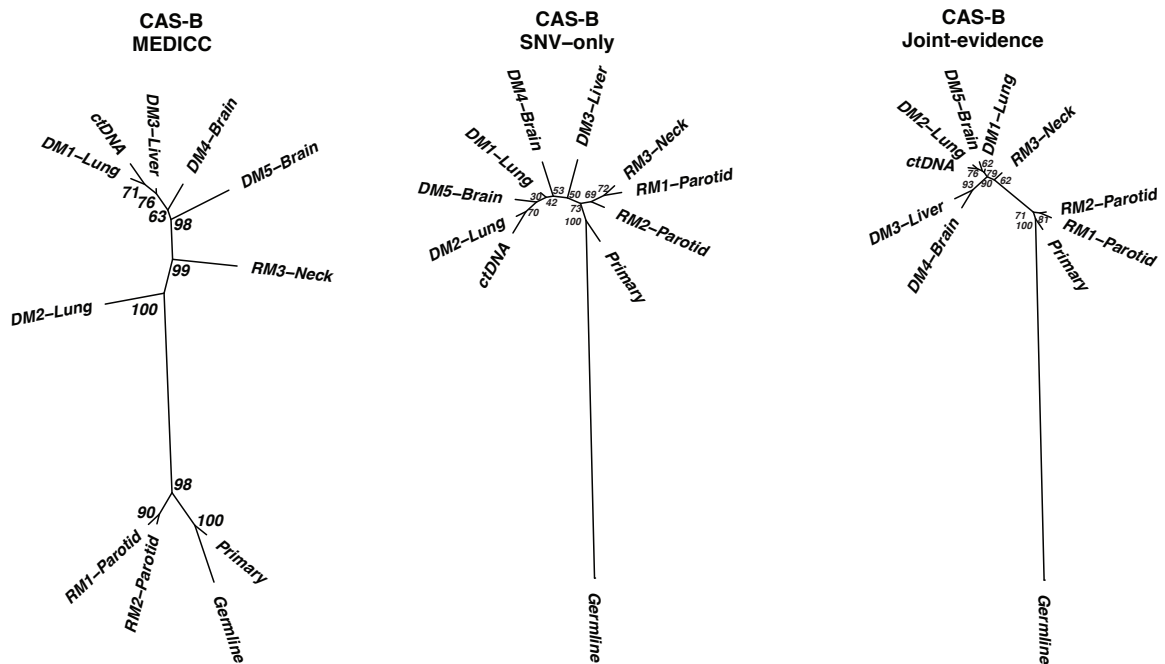 CAS-B
MEDICC
ctDNA
DM3–Liver
DM4–Brain
DM1–Lung
DM5–Brain
71
76
63
98
99
RM3–Neck
DM2–Lung
100
98
90
100
RM1–Parotid
RM2–Parotid
Primary
Germline
CAS-B
SNV–only
DM4–Brain
DM3–Liver
DM1–Lung
RM3–Neck
DM5–Brain
RM1–Parotid
30
53
42
50
69
72
70
73
100
DM2–Lung
RM2–Parotid
ctDNA
Primary
Germline
CAS-B
Joint-evidence
DM5–Brain
DM1–Lung
DM2–Lung
RM3–Neck
ctDNA
62
76
79
62
93
90
DM3–Liver
DM4–Brain
71
100
81
RM2–Parotid
RM1–Parotid
Primary
Germline